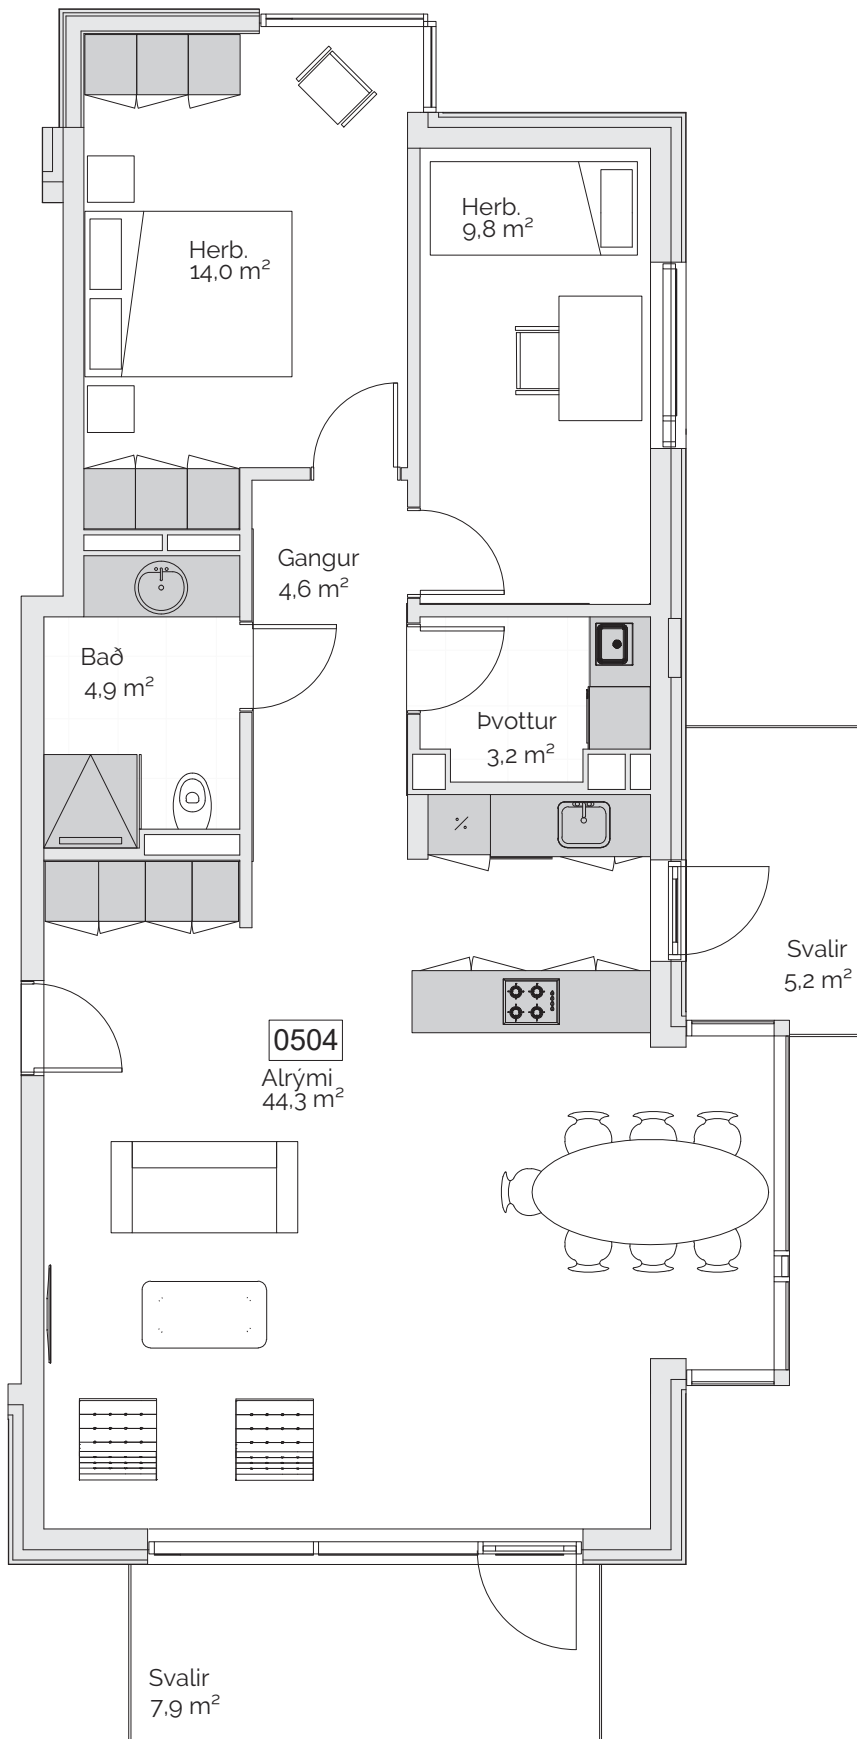 Herb.
14,0 m²
Herb.
9,8 m²
Gangur
4,6 m²
Bað
4,9 m²
Þvottur
3,2 m²
Svalir
5,2 m²
0504
Alrými
44,3 m²
Svalir
7,9 m²